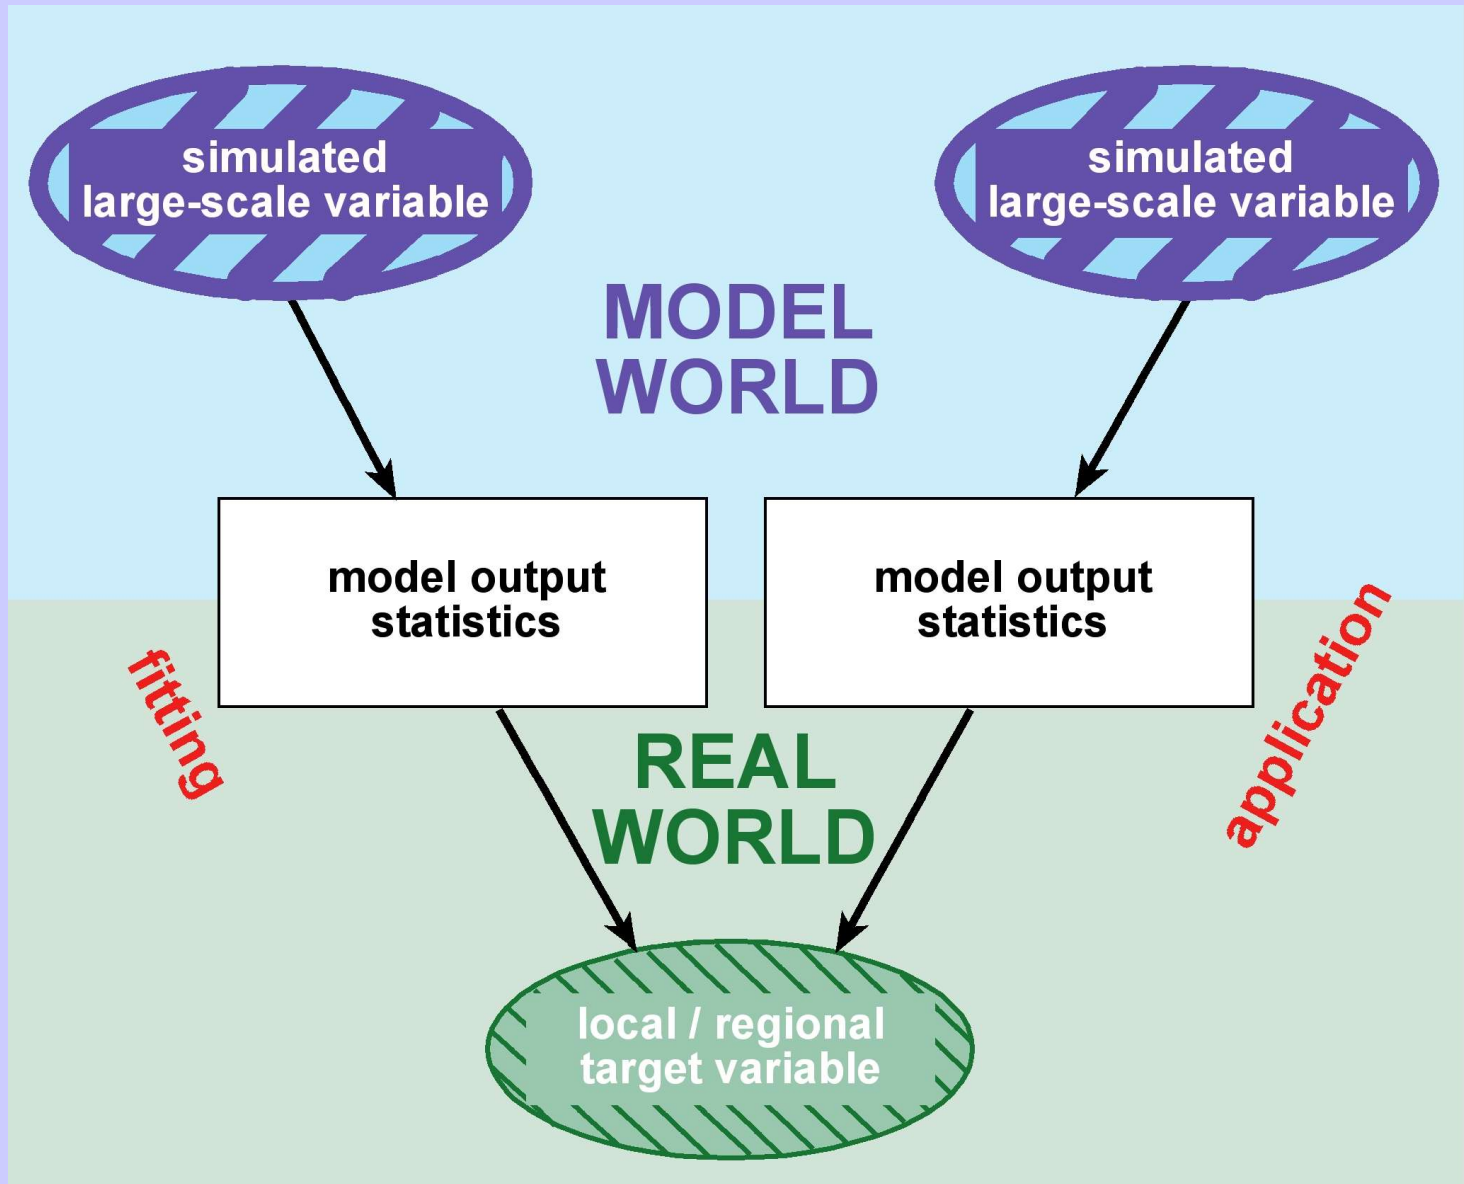 simulated
large-scale variable
simulated
large-scale variable
MODEL
WORLD
model output
statistics
model output
statistics
fitting
application
REAL
WORLD
local / regional
target variable